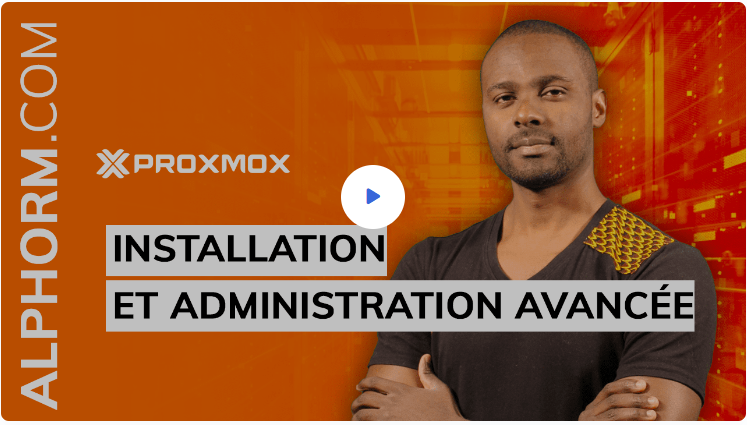 ALPHORM.COM
PROXMOX
INSTALLATION
ET ADMINISTRATION AVANCÉE